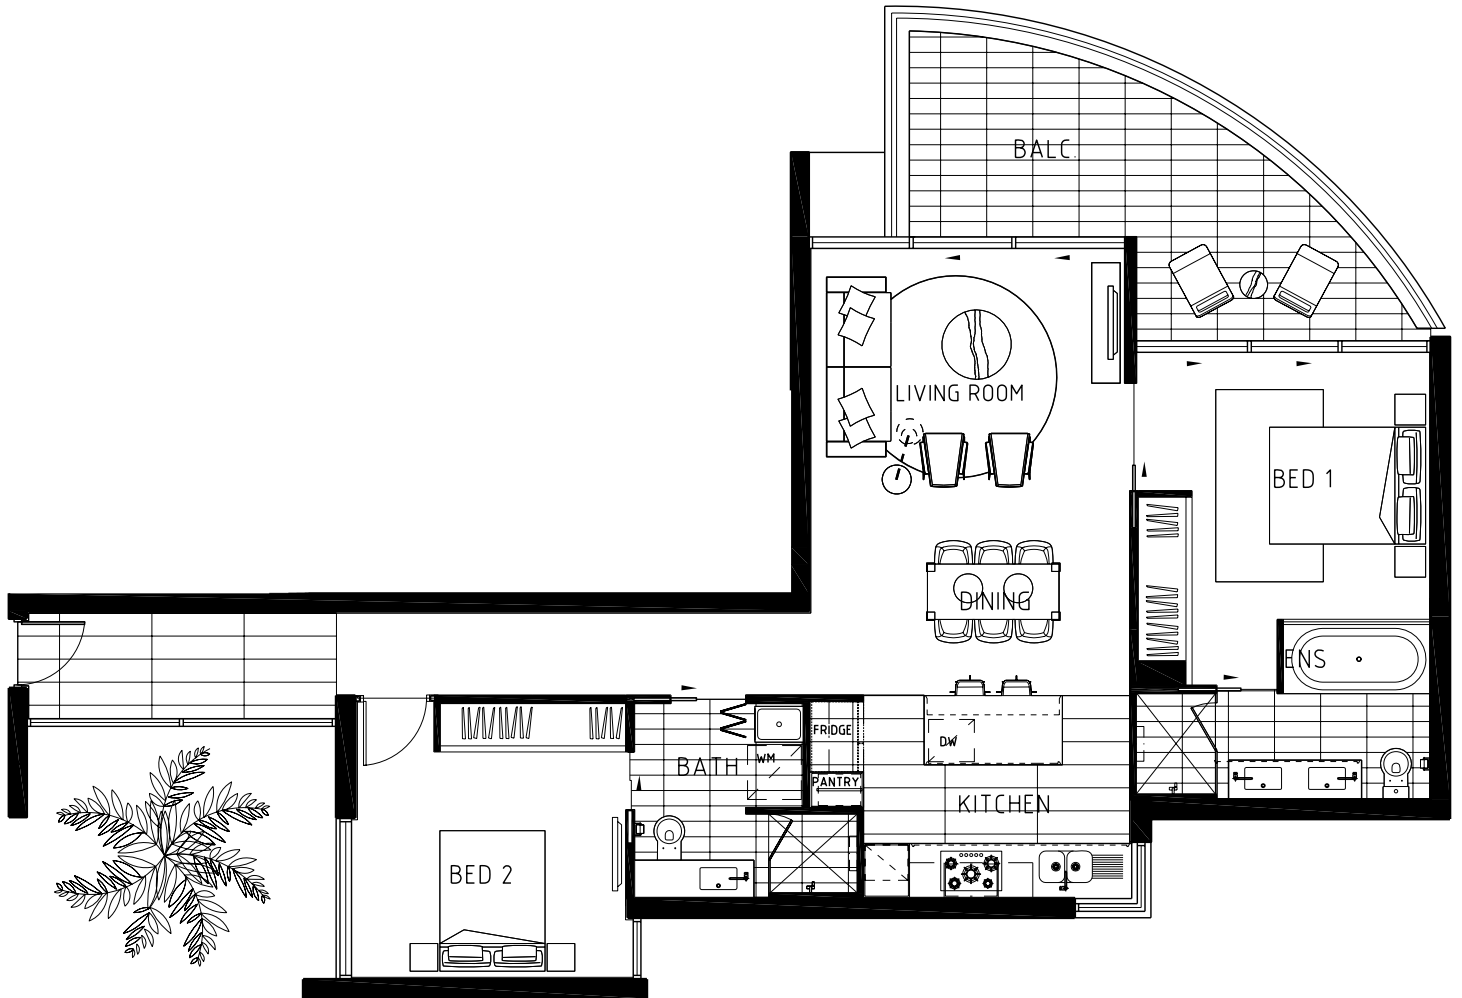 BALC.
LIVING ROOM
BED 1
DINING
ENS
FRIDGE
DW
BATH
WM
PANTRY
KITCHEN
BED 2